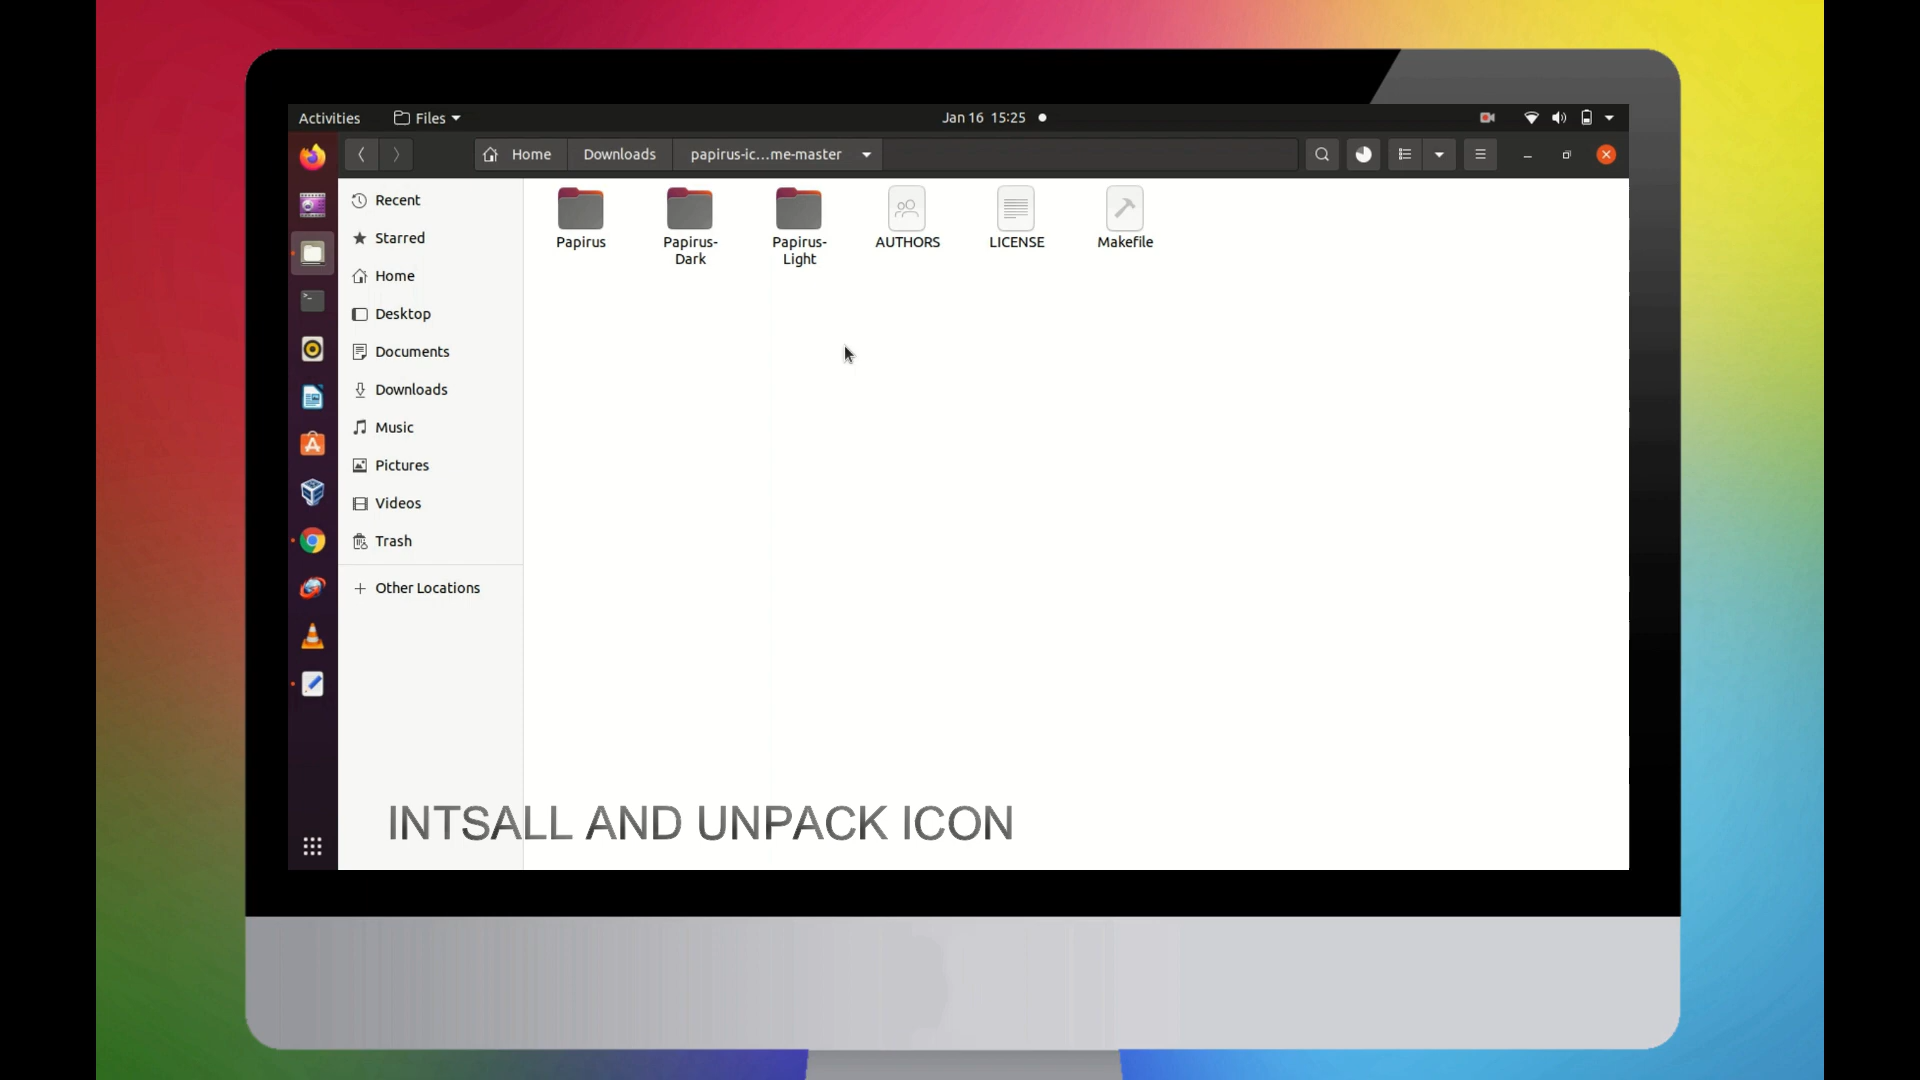 Activities
Files
Jan 16 15:25
Home
Downloads
papirus-ic...me-master
Recent
Starred
Home
Desktop
Documents
Downloads
Music
Pictures
Videos
Trash
Other Locations
Papirus
Papirus-
Dark
Papirus-
Light
AUTHORS
LICENSE
Makefile
INTSALL AND UNPACK ICON